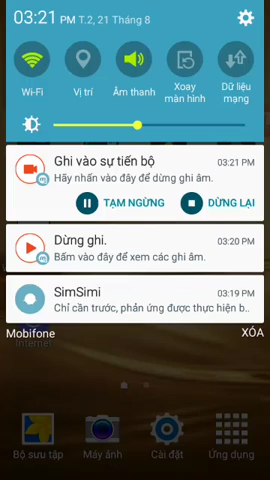 03:21 PM T.2, 21 Tháng 8
Wi-Fi
Vị trí
Âm thanh
Xoay
màn hình
Dữ liệu
mạng
Ghi vào sự tiến bộ 03:21 PM
Hãy nhấn vào đây để dừng ghi âm.
TẠM NGỪNG DỪNG LẠI
Dừng ghi. 03:20 PM
Bấm vào đây để xem các ghi âm.
SimSimi 03:19 PM
Chỉ cần trước, phản ứng được thực hiện b..
Mobifone XÓA
Internet
Bộ sưu tập Máy ảnh Cài đặt Ứng dụng